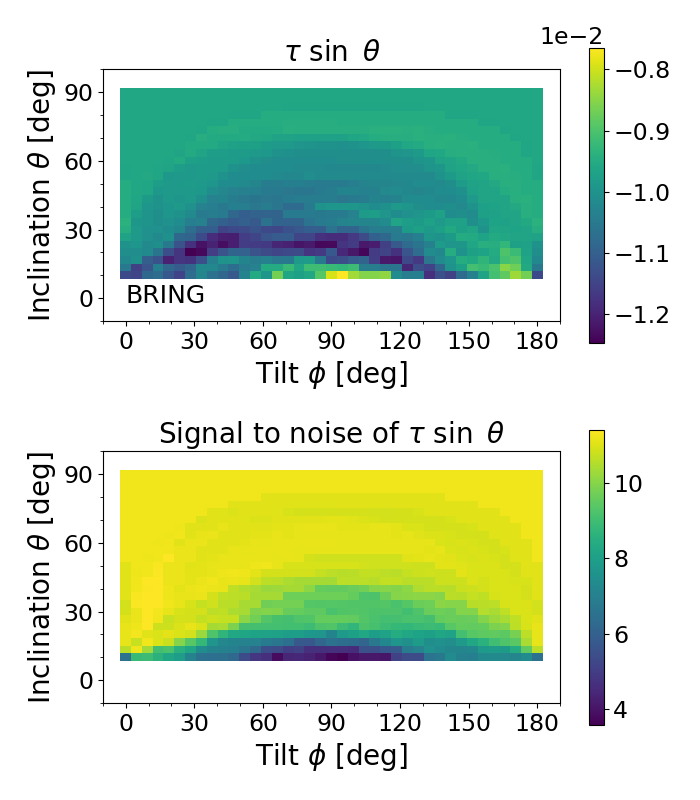 τ sin θ
1e−2
Inclination θ [deg]
90
60
30
0
BRING
0 30 60 90 120 150 180
Tilt ϕ [deg]
−0.8
−0.9
−1.0
−1.1
−1.2
Signal to noise of τ sin θ
Inclination θ [deg]
90
60
30
0
0 30 60 90 120 150 180
Tilt ϕ [deg]
10
8
6
4